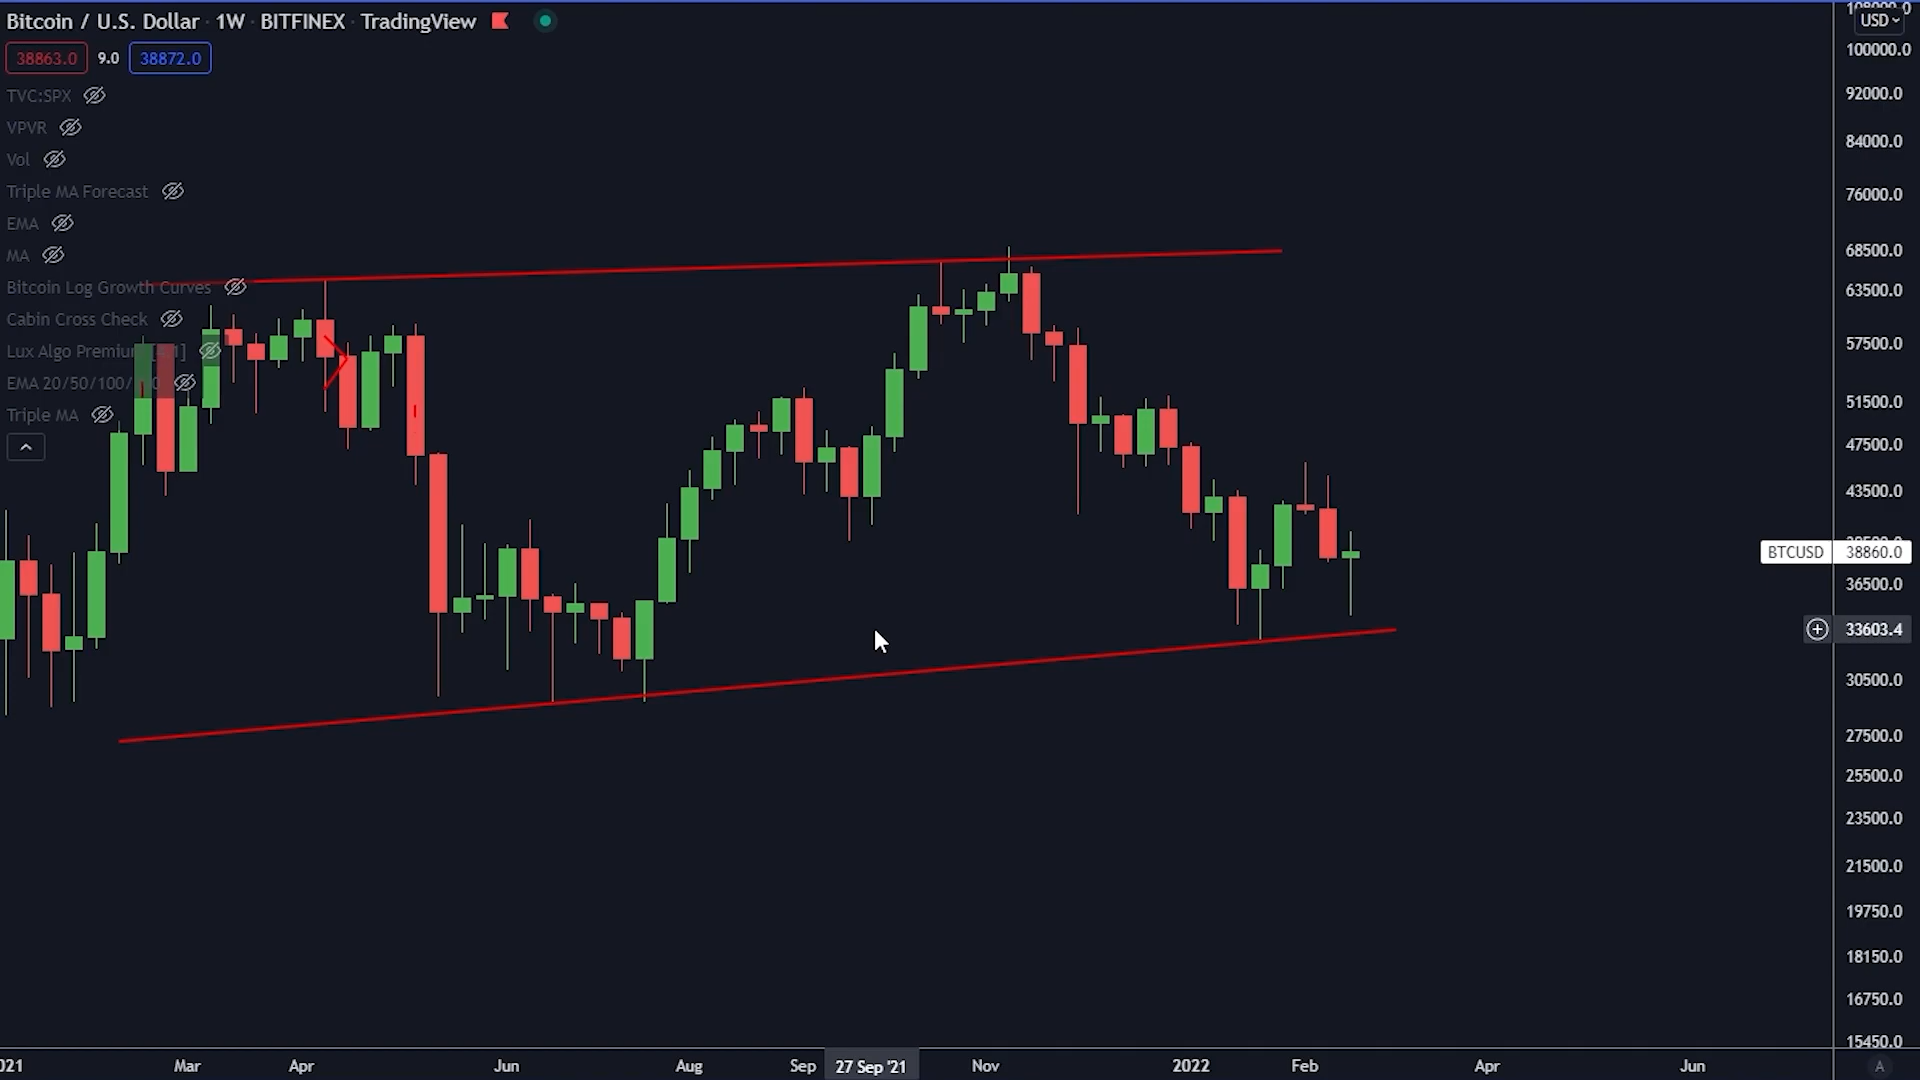 Bitcoin / U.S. Dollar · 1W · BITFINEX · TradingView
38863.0 9.0 38872.0
TVC:SPX
VPVR
Vol
Triple MA Forecast
EMA
MA
Bitcoin Log Growth Curves
Cabin Cross Check
Lux Algo Premium
EMA 20/50/100/
Triple MA
USD
100000.0
92000.0
84000.0
76000.0
68500.0
63500.0
57500.0
51500.0
47500.0
43500.0
BTCUSD 38860.0
36500.0
33603.4
30500.0
27500.0
25500.0
23500.0
21500.0
19750.0
18150.0
16750.0
15450.0
021 Mar Apr Jun Aug Sep 27 Sep '21 Nov 2022 Feb Apr Jun A